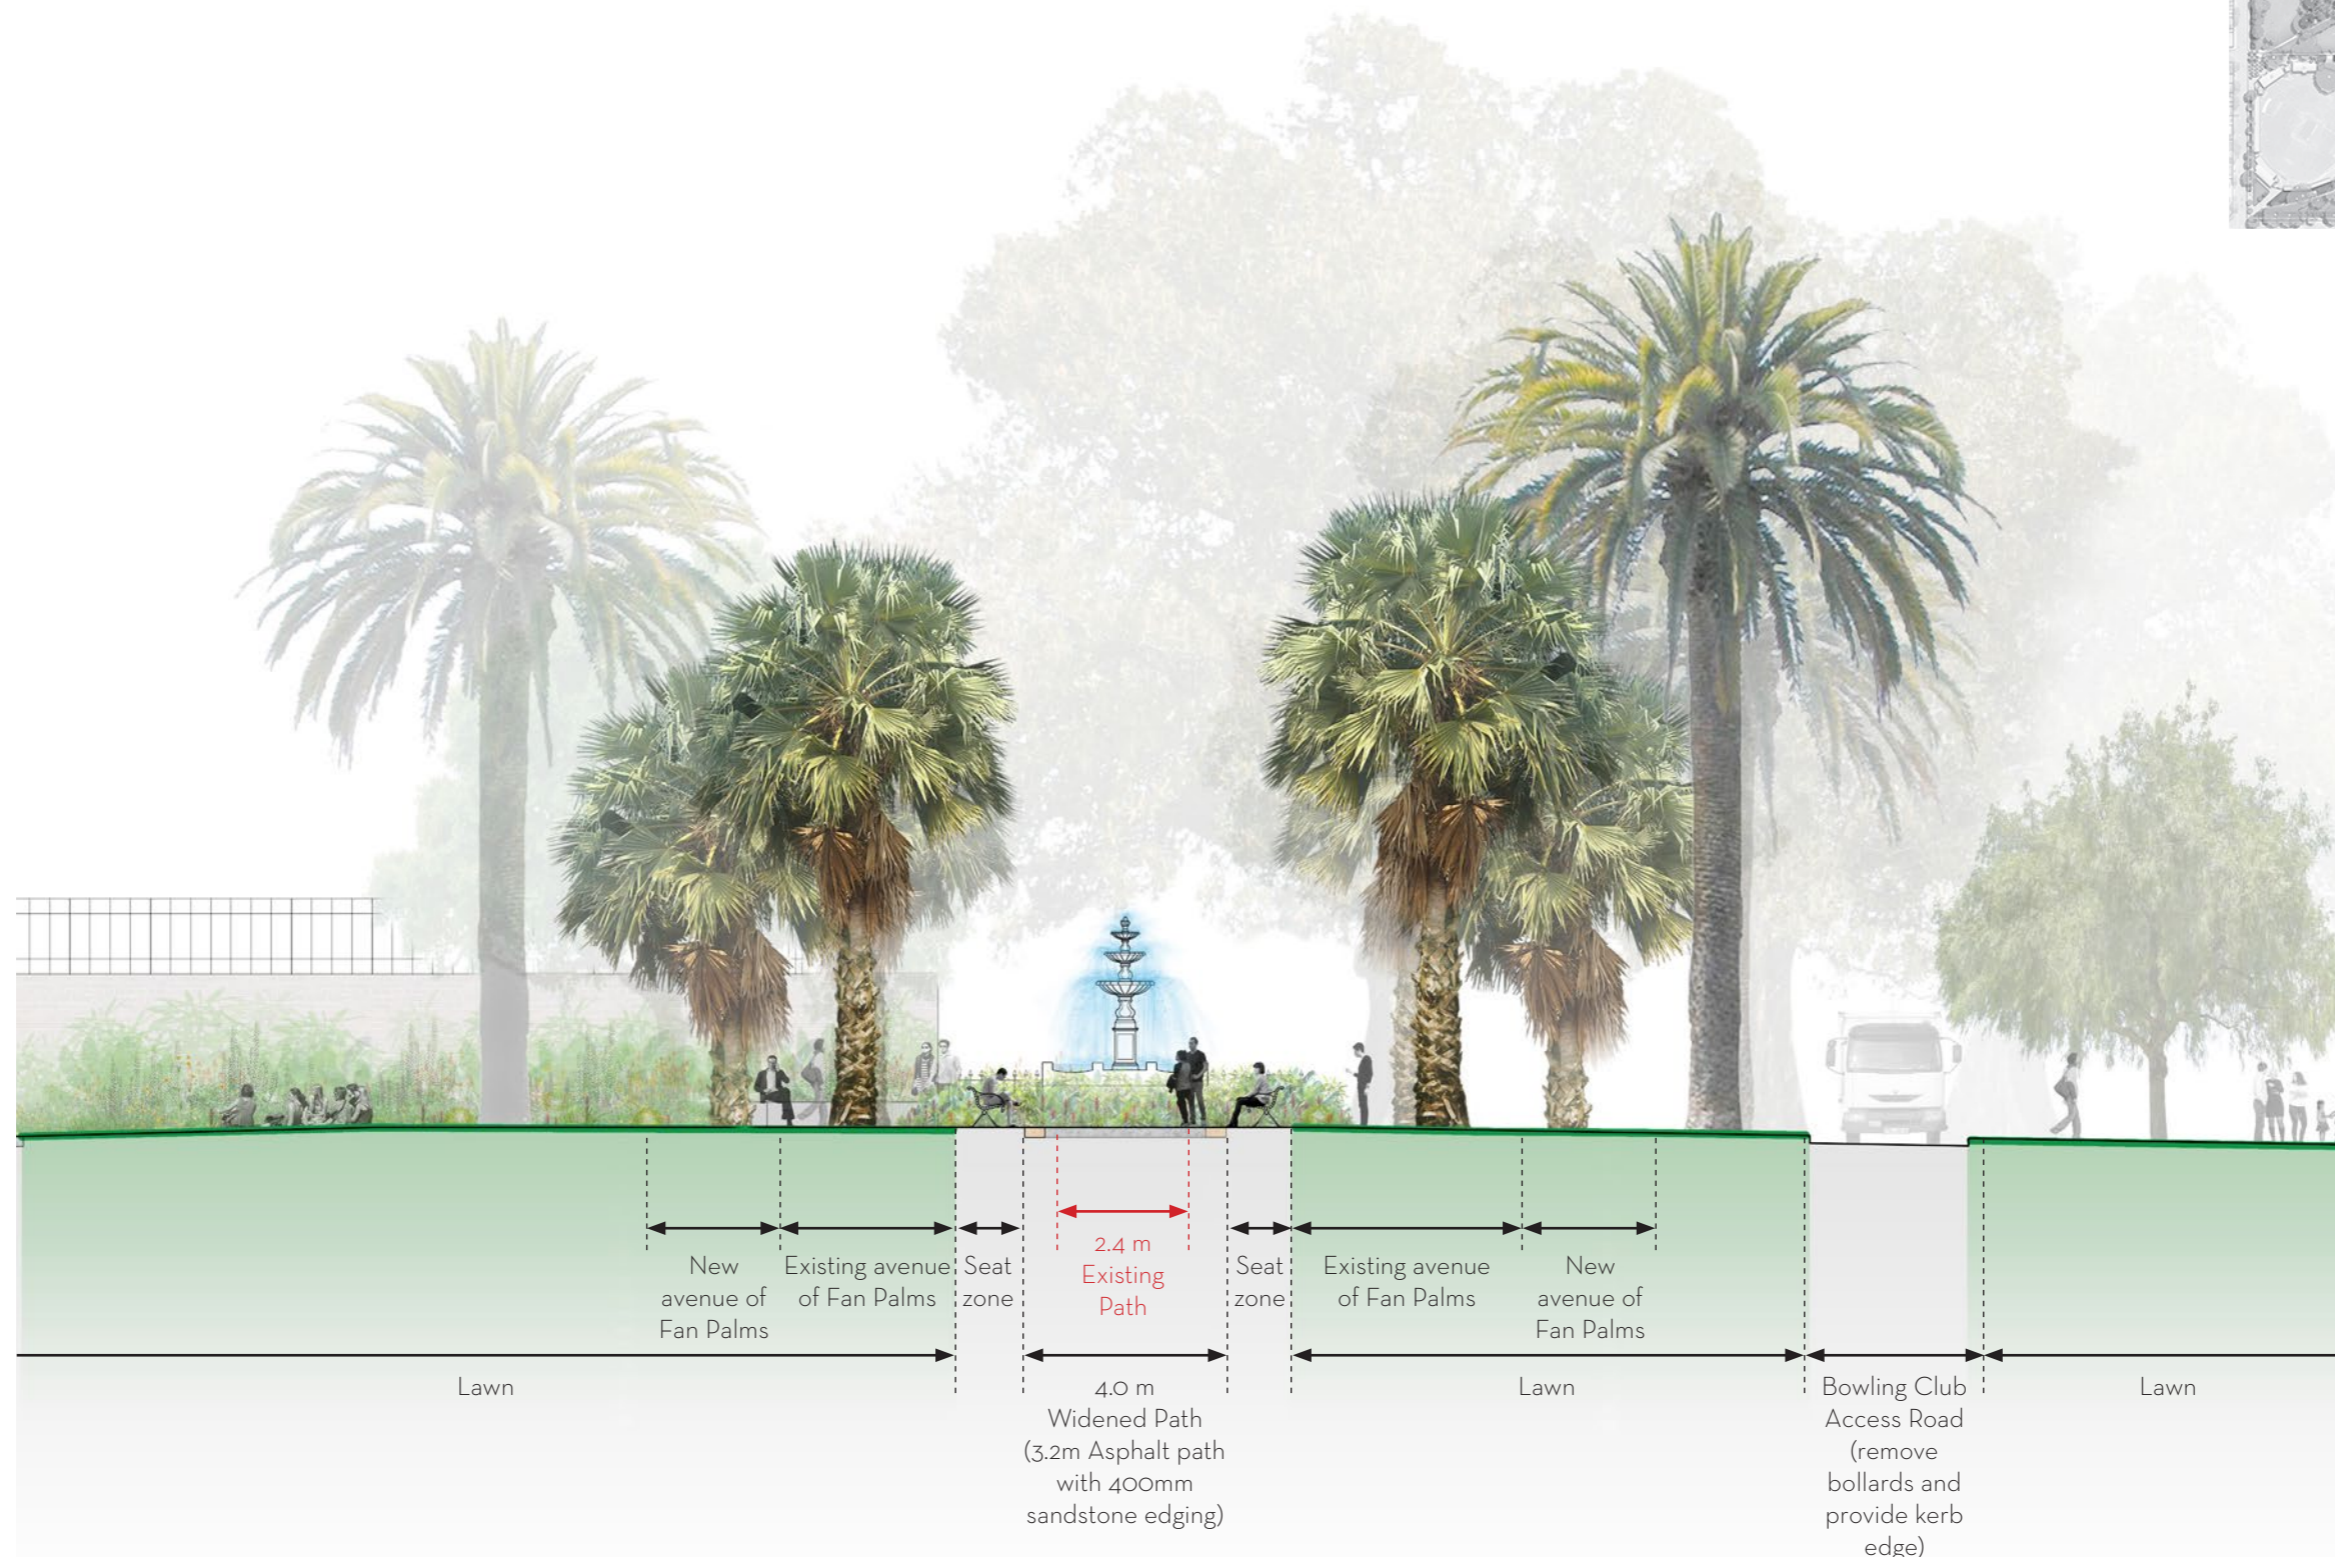 New
avenue of
Fan Palms
Existing avenue
of Fan Palms
Seat
zone
2.4 m
Existing
Path
Seat
zone
Existing avenue
of Fan Palms
New
avenue of
Fan Palms
Lawn
4.0 m
Widened Path
(3.2m Asphalt path
with 400mm
sandstone edging)
Lawn
Bowling Club
Access Road
(remove
bollards and
provide kerb
edge)
Lawn